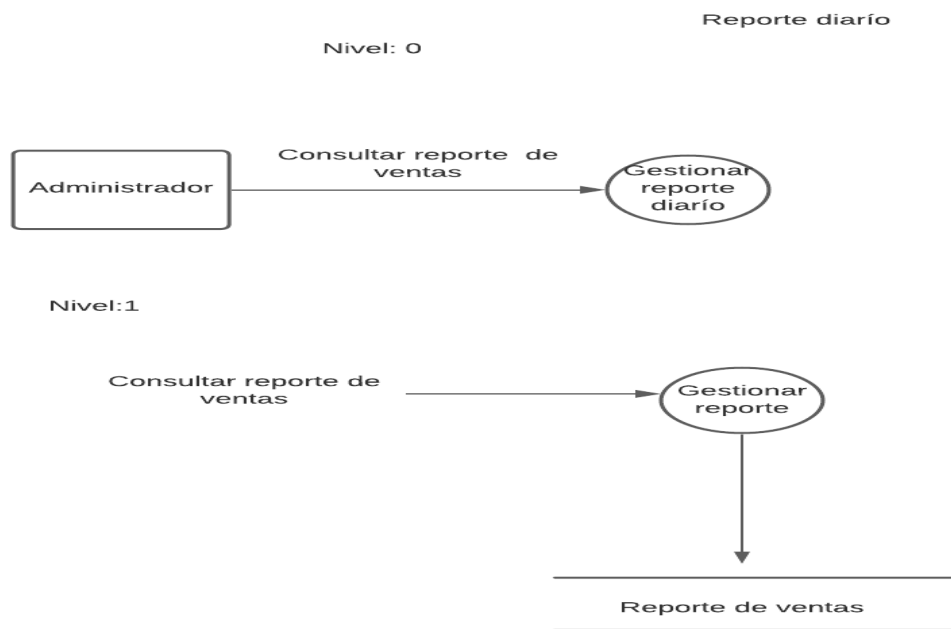 Reporte diarío
Nivel: 0
Consultar reporte de
ventas
Administrador
Gestionar
reporte
diarío
Nivel:1
Consultar reporte de
ventas
Gestionar
reporte
Reporte de ventas